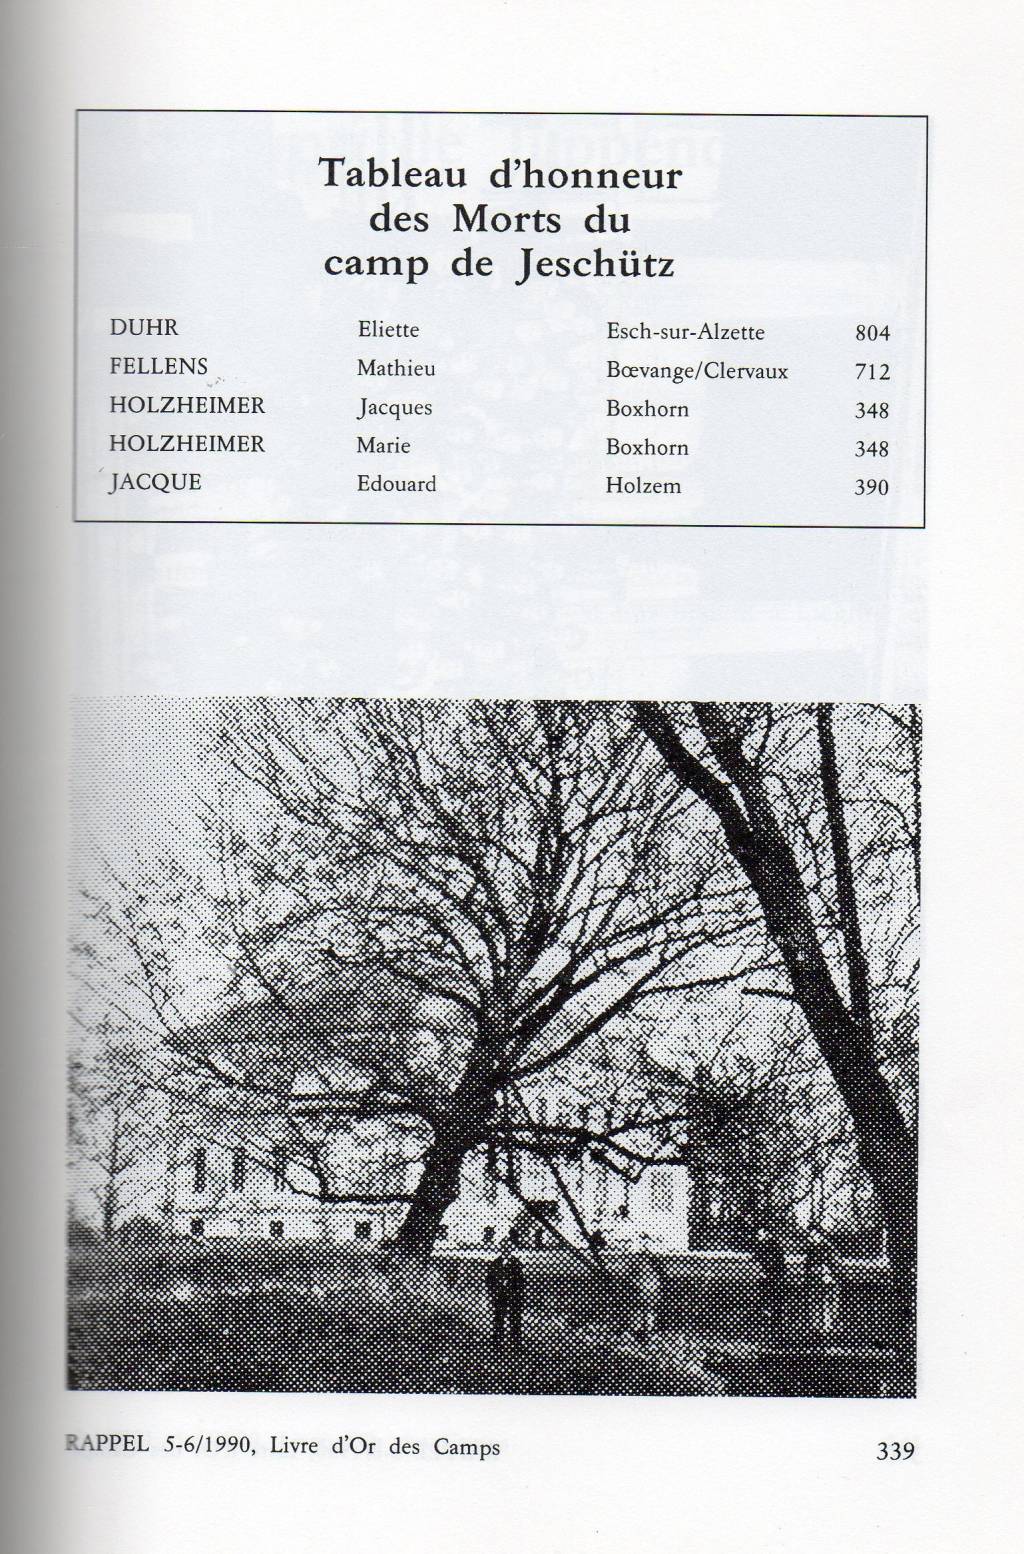 Tableau d'honneur
des Morts du
camp de Jeschütz
DUHR Eliette Esch-sur-Alzette 804
FELLENS Mathieu Bœvange/Clervaux 712
HOLZHEIMER Jacques Boxhorn 348
HOLZHEIMER Marie Boxhorn 348
JACQUE Edouard Holzem 390
RAPPEL 5-6/1990, Livre d'Or des Camps 339